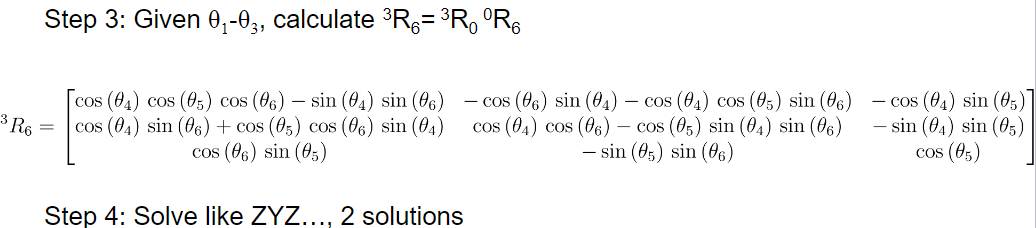 Step 3: Given θ₁-θ₃, calculate ³R₆= ³R₀ ⁰R₆
cos (θ₄) cos (θ₅) cos (θ₆) − sin (θ₄) sin (θ₆) − cos (θ₆) sin (θ₄) − cos (θ₄) cos (θ₅) sin (θ₆) − cos (θ₄) sin (θ₅)
³R₆ = cos (θ₄) sin (θ₆) + cos (θ₅) cos (θ₆) sin (θ₄) cos (θ₄) cos (θ₆) − cos (θ₅) sin (θ₄) sin (θ₆) − sin (θ₄) sin (θ₅)
cos (θ₆) sin (θ₅) − sin (θ₅) sin (θ₆) cos (θ₅)
Step 4: Solve like ZYZ…, 2 solutions